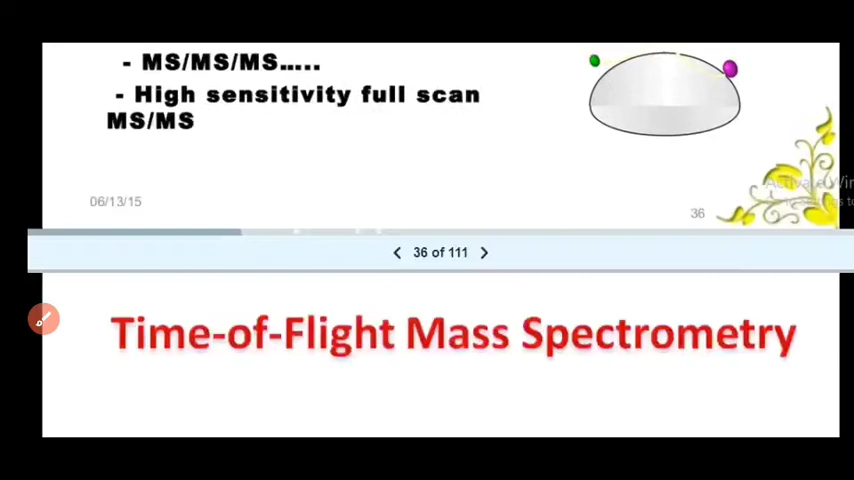 - MS/MS/MS.....
- High sensitivity full scan
MS/MS
06/13/15
36
36 of 111
Time-of-Flight Mass Spectrometry